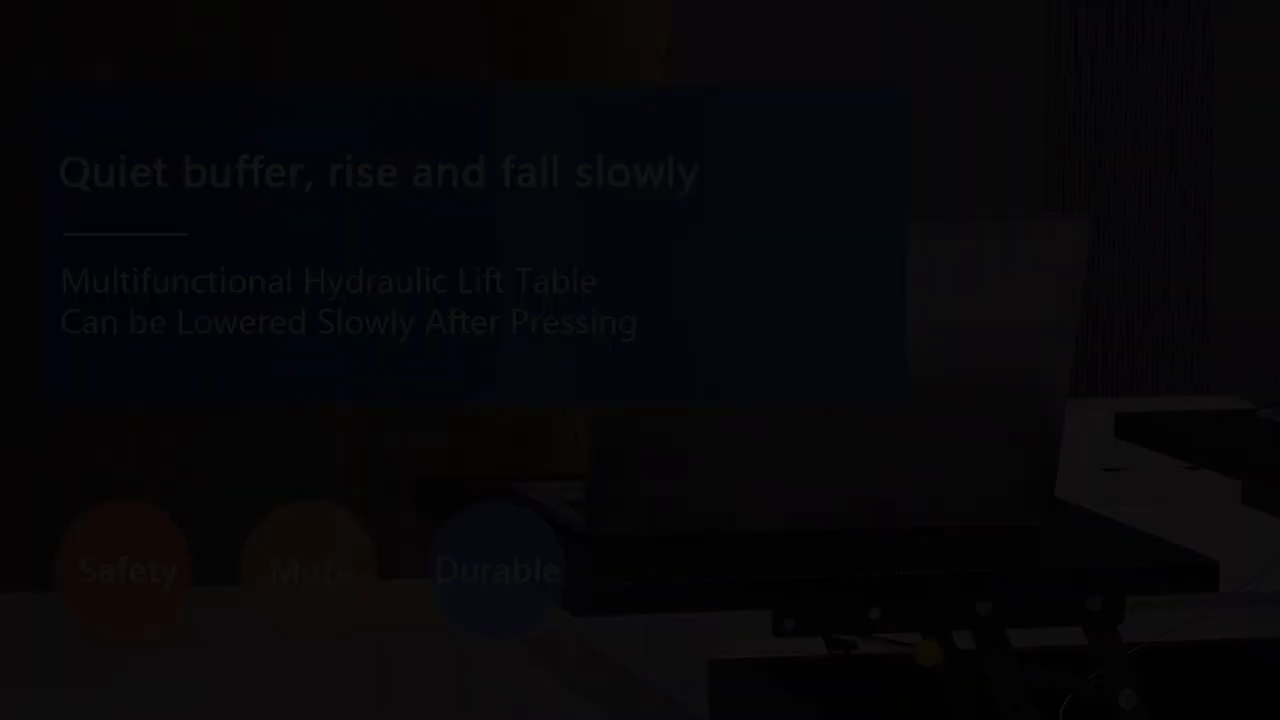 Quiet buffer, rise and fall slowly
Multifunctional Hydraulic Lift Table
Can be Lowered Slowly After Pressing
Safety
Mute
Durable